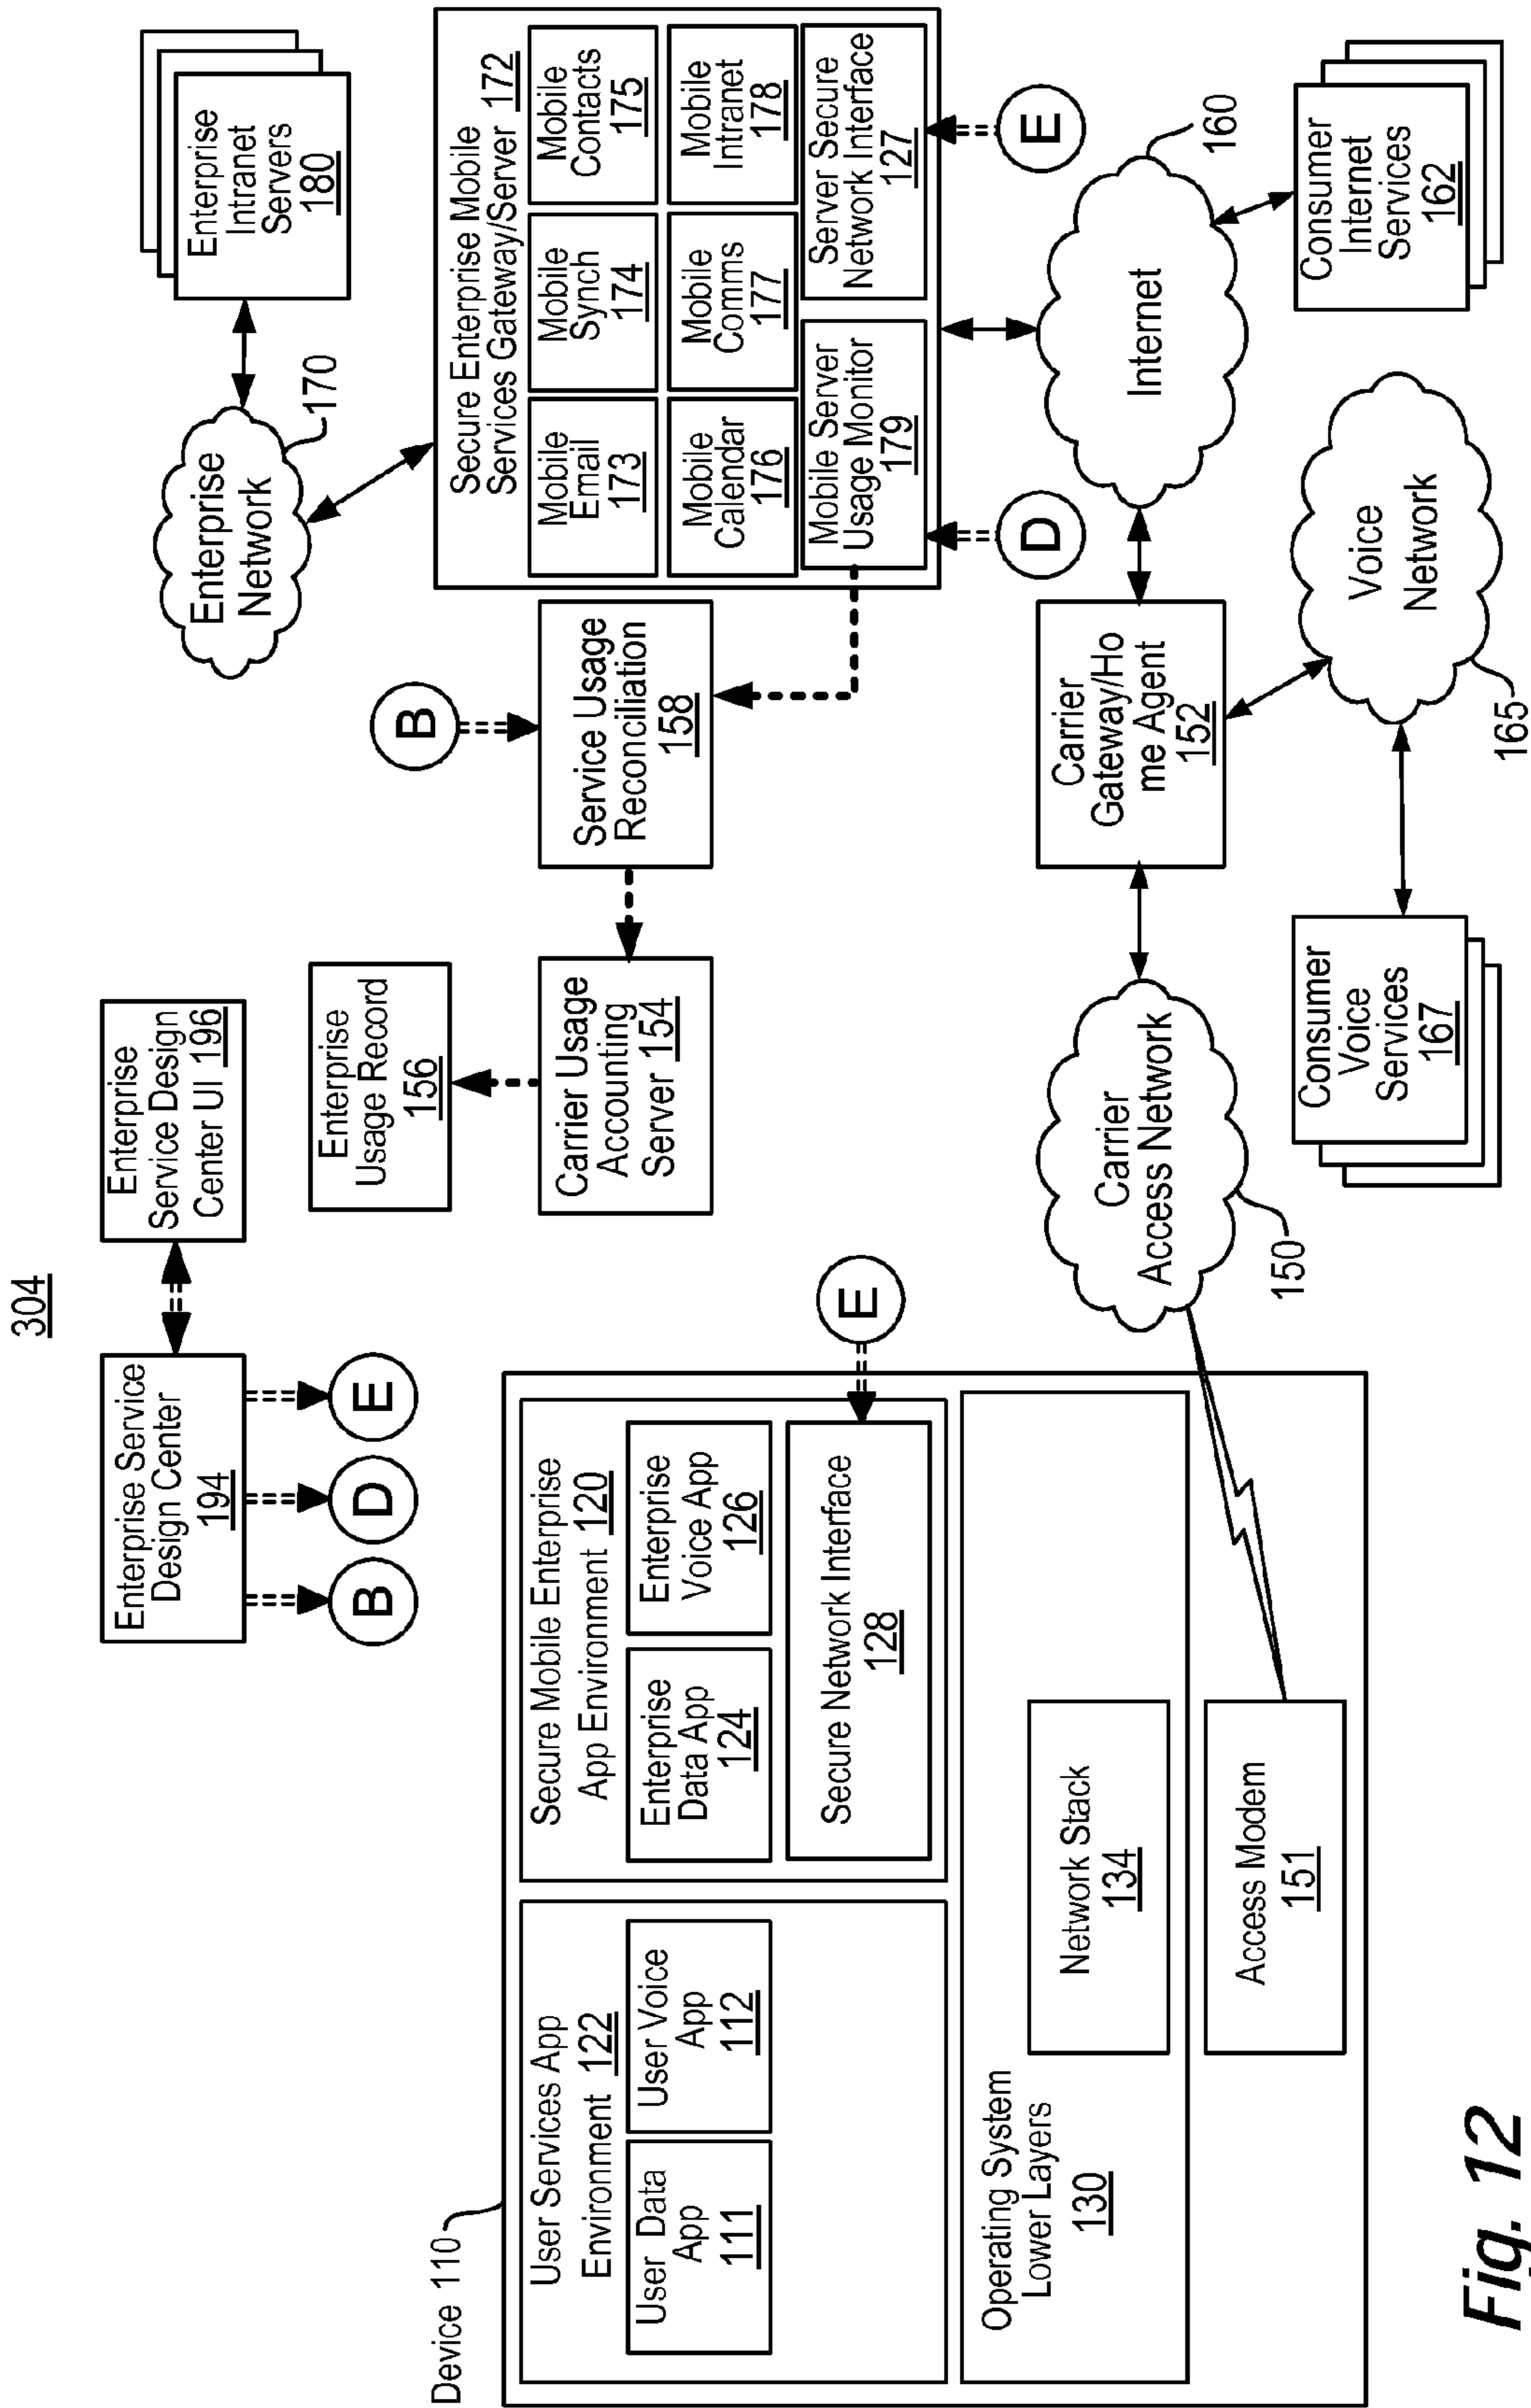 304
Enterprise Service
Design Center
194
Enterprise
Service Design
Center UI 196
B
D
E
Enterprise
Network
170
Enterprise
Intranet
Servers
180
Enterprise
Usage Record
156
Carrier Usage
Accounting
Server 154
B
Service Usage
Reconciliation
158
Secure Enterprise Mobile
Services Gateway/Server 172
Mobile
Email
173
Mobile
Synch
174
Mobile
Contacts
175
Mobile
Calendar
176
Mobile
Comms
177
Mobile
Intranet
178
Mobile Server
Usage Monitor
179
Server Secure
Network Interface
127
D
E
Device 110
User Services App
Environment 122
User Data
App
111
User Voice
App
112
Secure Mobile Enterprise
App Environment 120
Enterprise
Data App
124
Enterprise
Voice App
126
Secure Network Interface
128
E
Operating System
Lower Layers
130
Network Stack
134
Access Modem
151
Carrier
Access Network
150
Carrier
Gateway/Ho
me Agent
152
Internet
160
Consumer
Voice
Services
167
Voice
Network
165
Consumer
Internet
Services
162
Fig. 12